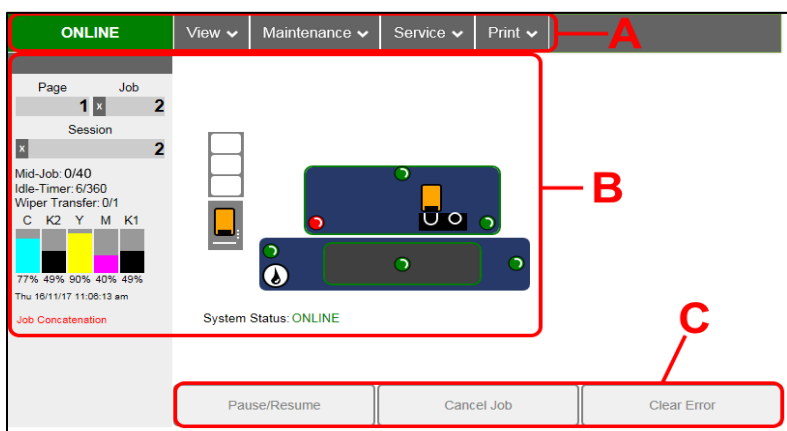 ONLINE View Maintenance Service Print A
Page Job
1 x 2
Session
x 2
Mid-Job: 0/40
Idle-Timer: 6/360
Wiper Transfer: 0/1
C K2 Y M K1
77% 49% 90% 40% 49%
Thu 16/11/17 11:06:13 am
Job Concatenation
System Status: ONLINE
B
C
Pause/Resume Cancel Job Clear Error